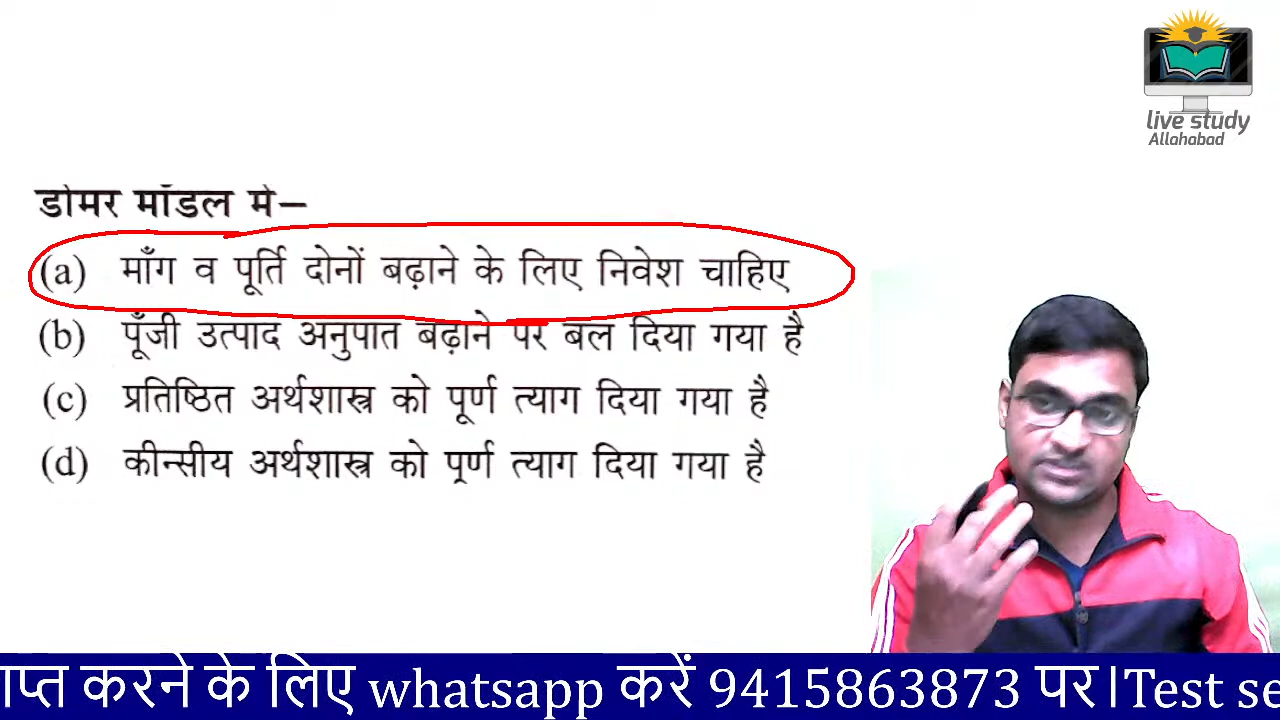 live study
Allahabad
डोमर मॉडल में–
(a) माँग व पूर्ति दोनों बढ़ाने के लिए निवेश चाहिए
(b) पूँजी उत्पाद अनुपात बढ़ाने पर बल दिया गया है
(c) प्रतिष्ठित अर्थशास्त्र को पूर्ण त्याग दिया गया है
(d) कीन्सीय अर्थशास्त्र को पूर्ण त्याग दिया गया है
प्त करने के लिए whatsapp करें 9415863873 पर।Test se